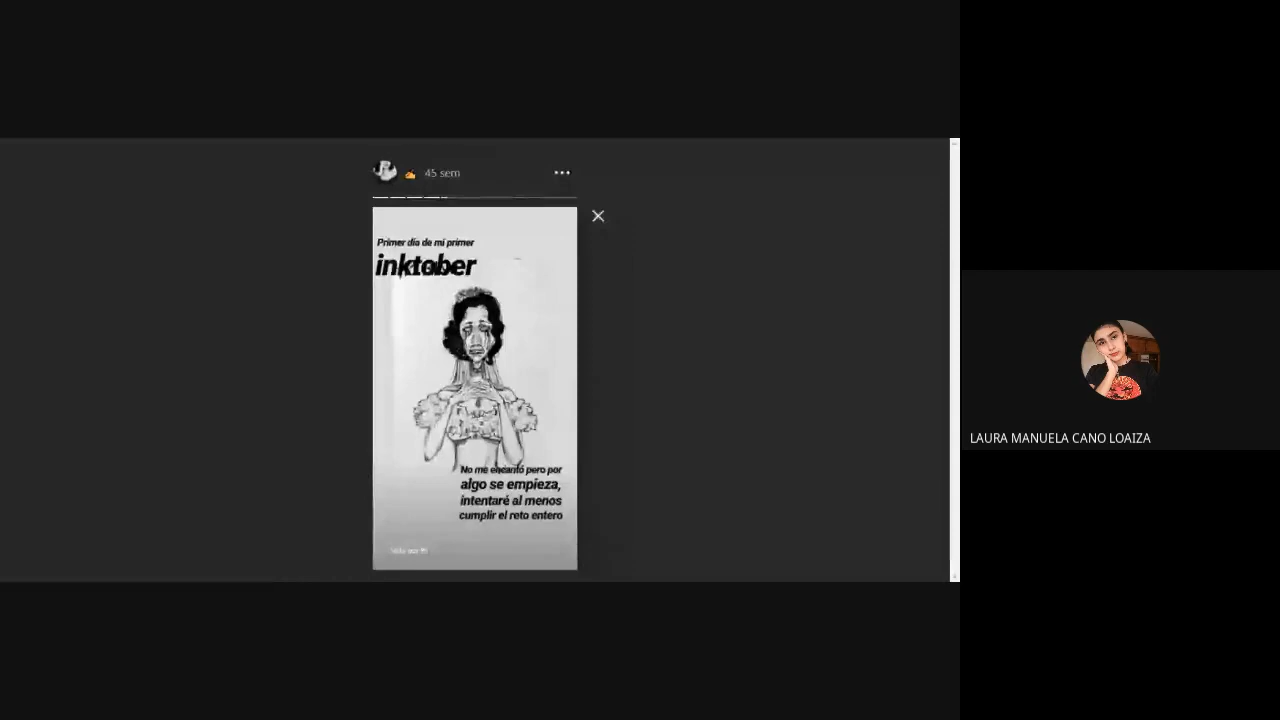 45 sem
Primer día de mi primer
inktober
No me encantó pero por
algo se empieza,
intentaré al menos
cumplir el reto entero
LAURA MANUELA CANO LOAIZA